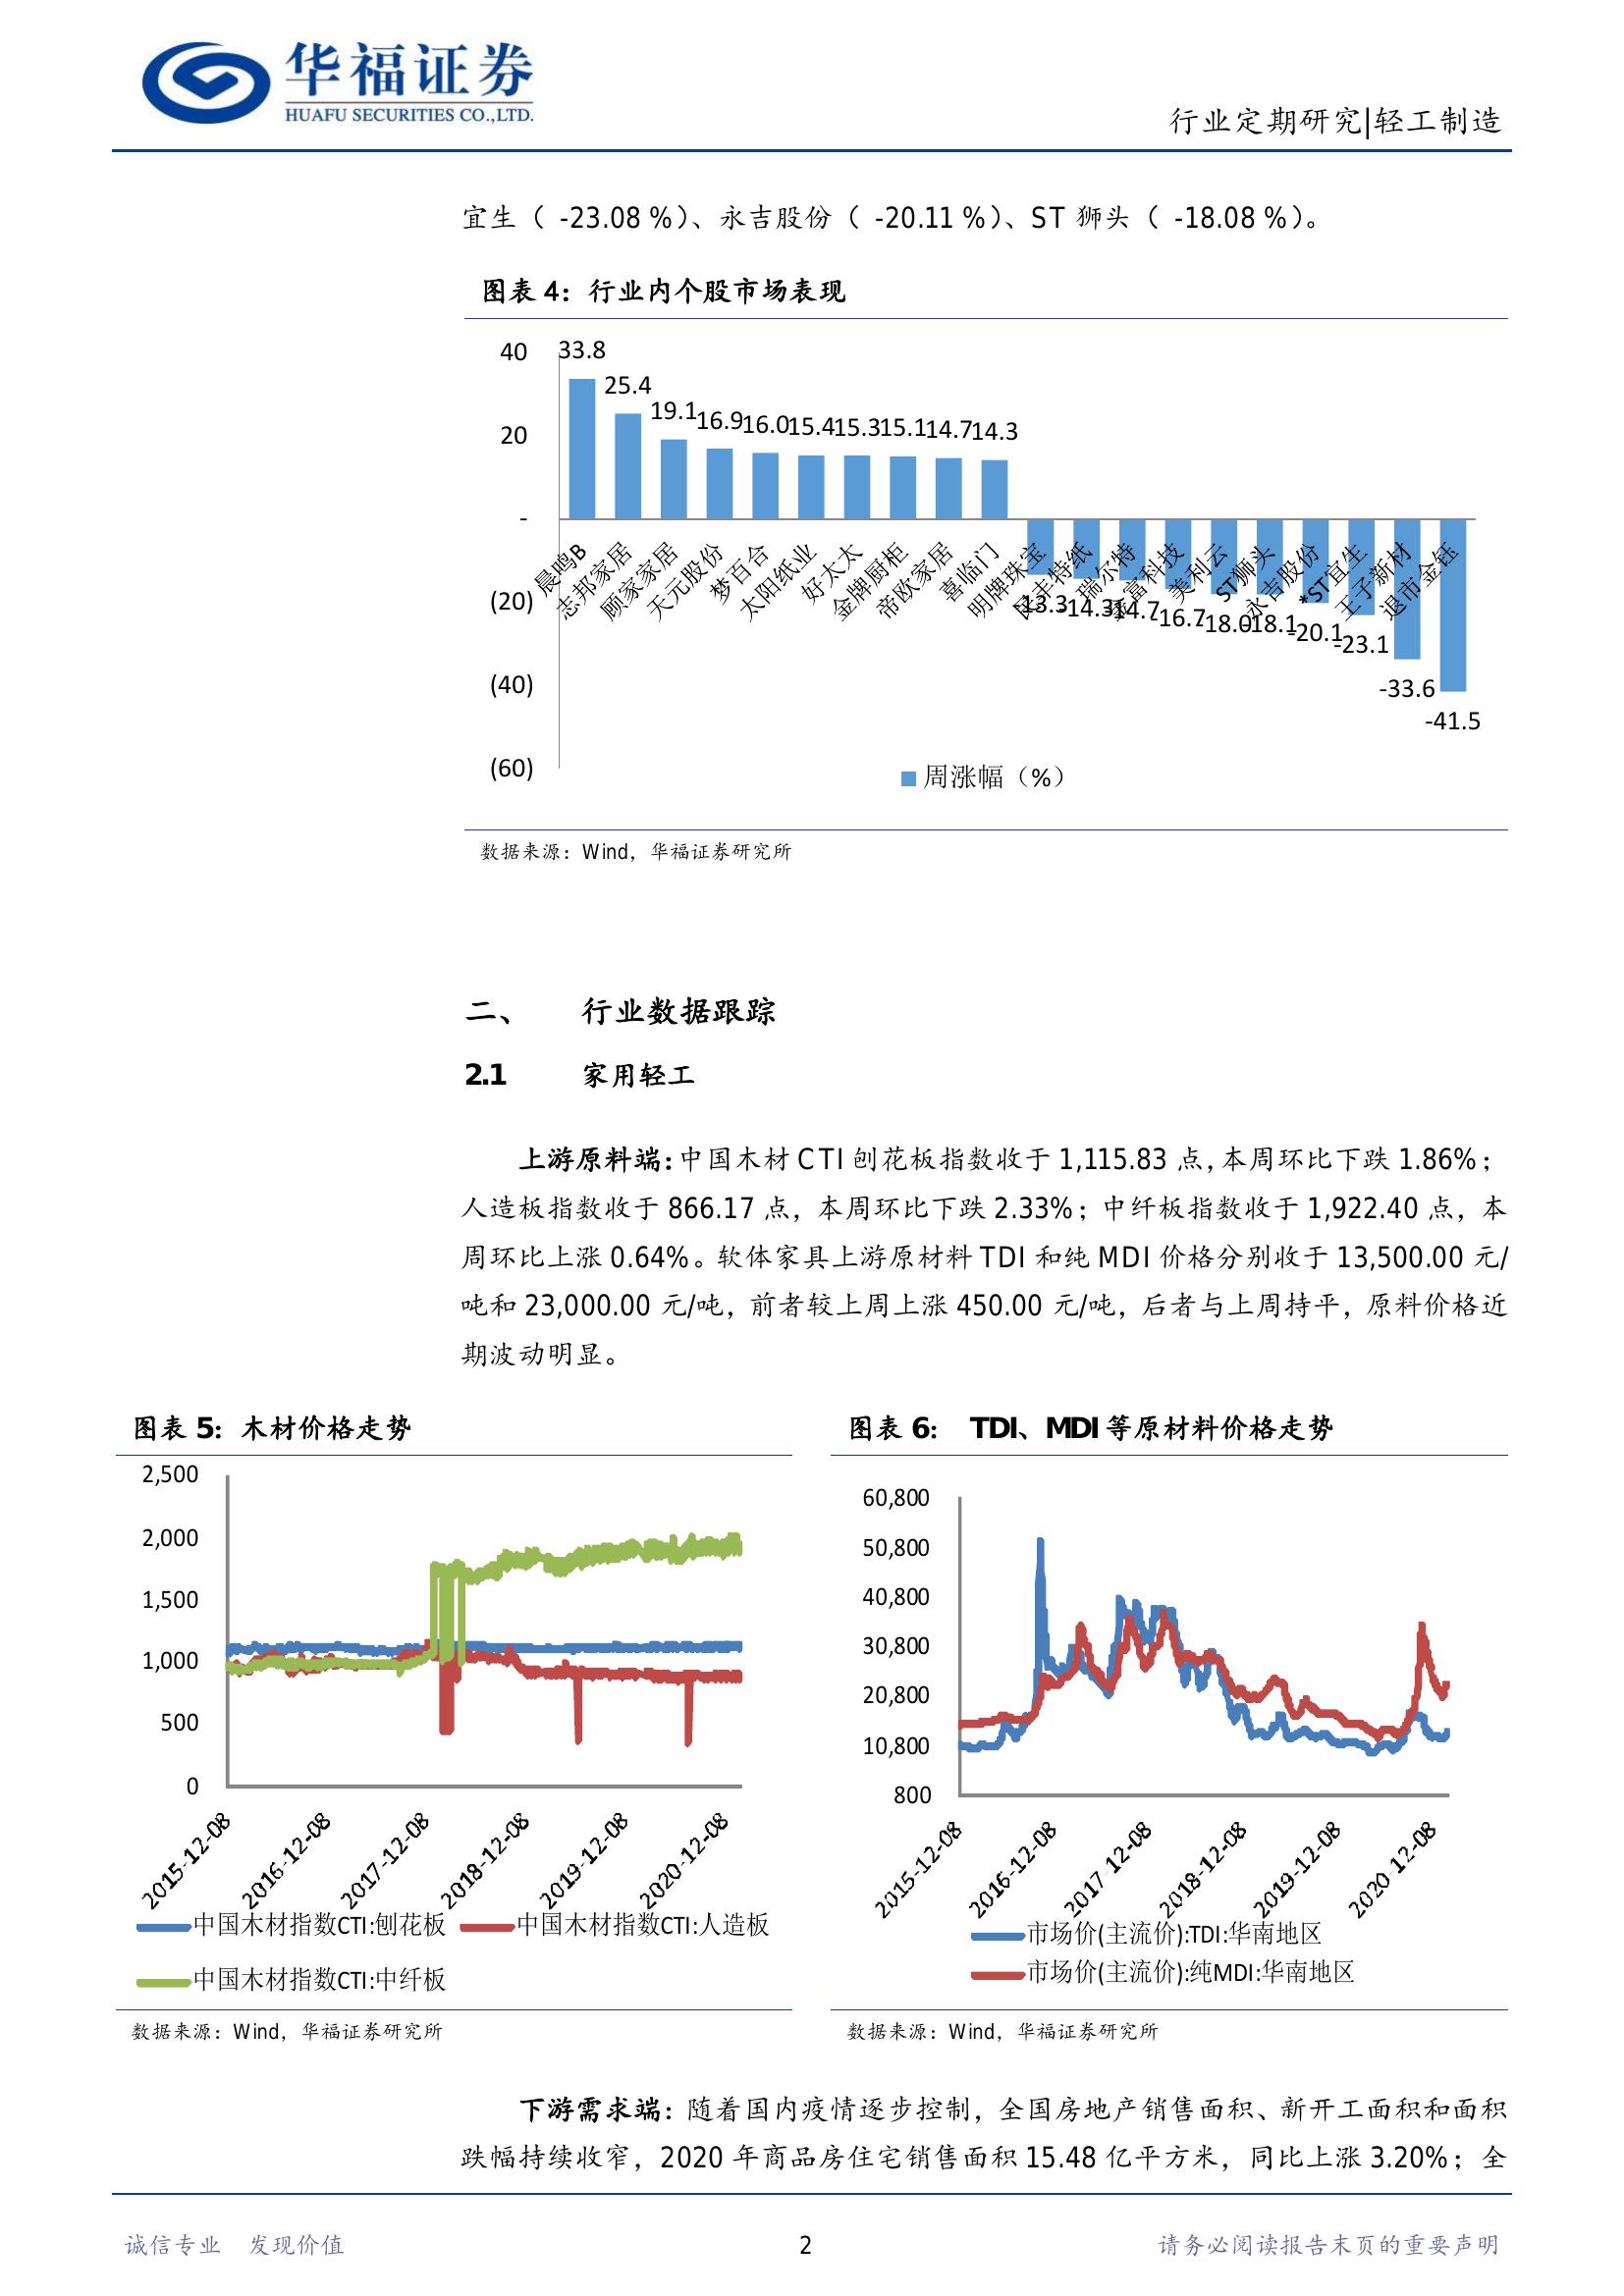 华福证券
HUAFU SECURITIES CO.,LTD.
行业定期研究|轻工制造
宜生（ -23.08 %）、永吉股份（ -20.11 %）、ST 狮头（ -18.08 %）。
图表 4：行业内个股市场表现
40
20
-
(20)
(40)
(60)
33.8
25.4
19.1
16.9
16.0
15.4
15.3
15.1
14.7
14.3
-14.3
-16.7
-18.0
-18.1
-20.1
-23.1
-33.6
-41.5
晨鸣B
志邦家居
顾家家居
天元股份
梦百合
太阳纸业
好太太
金牌厨柜
帝欧家居
喜临门
明牌珠宝
民丰特纸
瑞尔特
美利云
ST狮头
永吉股份
*ST宜生
王子新材
退市金钰
周涨幅（%）
数据来源：Wind，华福证券研究所
二、 行业数据跟踪
2.1 家用轻工
上游原料端：中国木材 CTI 刨花板指数收于 1,115.83 点，本周环比下跌 1.86%；
人造板指数收于 866.17 点，本周环比下跌 2.33%；中纤板指数收于 1,922.40 点，本
周环比上涨 0.64%。软体家具上游原材料 TDI 和纯 MDI 价格分别收于 13,500.00 元/
吨和 23,000.00 元/吨，前者较上周上涨 450.00 元/吨，后者与上周持平，原料价格近
期波动明显。
图表 5：木材价格走势
2,500
2,000
1,500
1,000
500
0
2015-12-08
2016-12-08
2017-12-08
2018-12-08
2019-12-08
2020-12-08
中国木材指数CTI:刨花板
中国木材指数CTI:人造板
中国木材指数CTI:中纤板
数据来源：Wind，华福证券研究所
图表 6： TDI、MDI 等原材料价格走势
60,800
50,800
40,800
30,800
20,800
10,800
800
2015-12-08
2016-12-08
2017-12-08
2018-12-08
2019-12-08
2020-12-08
市场价(主流价):TDI:华南地区
市场价(主流价):纯MDI:华南地区
数据来源：Wind，华福证券研究所
下游需求端：随着国内疫情逐步控制，全国房地产销售面积、新开工面积和面积
跌幅持续收窄，2020 年商品房住宅销售面积 15.48 亿平方米，同比上涨 3.20%；全
诚信专业 发现价值
2
请务必阅读报告末页的重要声明